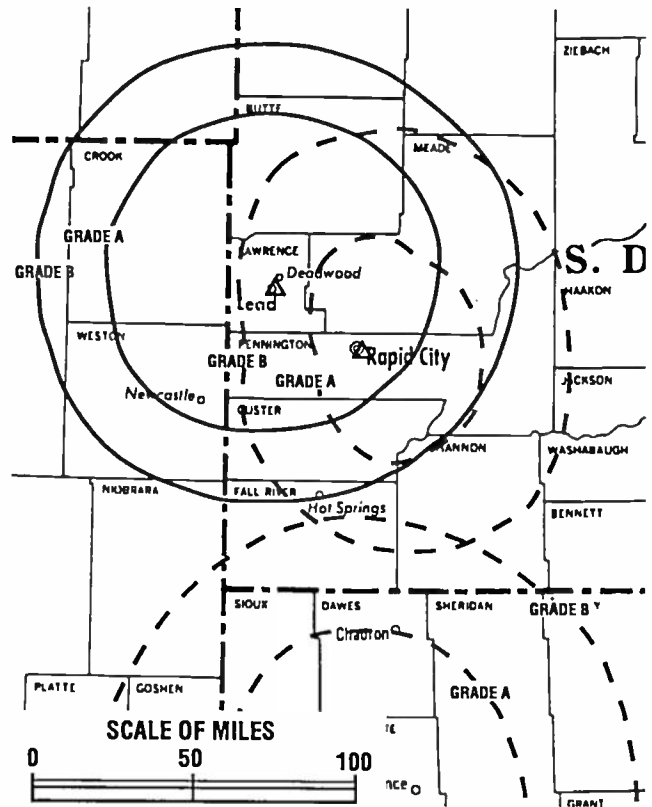 ZIEBACH
BUTTE
CROOK
MEADE
GRADE A
LAWRENCE
S. D
GRADE B
Deadwood
HAAKON
Lead
WESTON
PENNINGTON
GRADE B
Rapid City
GRADE A
JACKSON
Newcastle
CUSTER
SHANNON
WASHABAUGH
NIOBRARA
FALL RIVER
Hot Springs
BENNETT
SIOUX
DAWES
SHERIDAN
GRADE B
Chadron
PLATTE
GOSHEN
GRADE A
SCALE OF MILES
0
50
100
GRANT